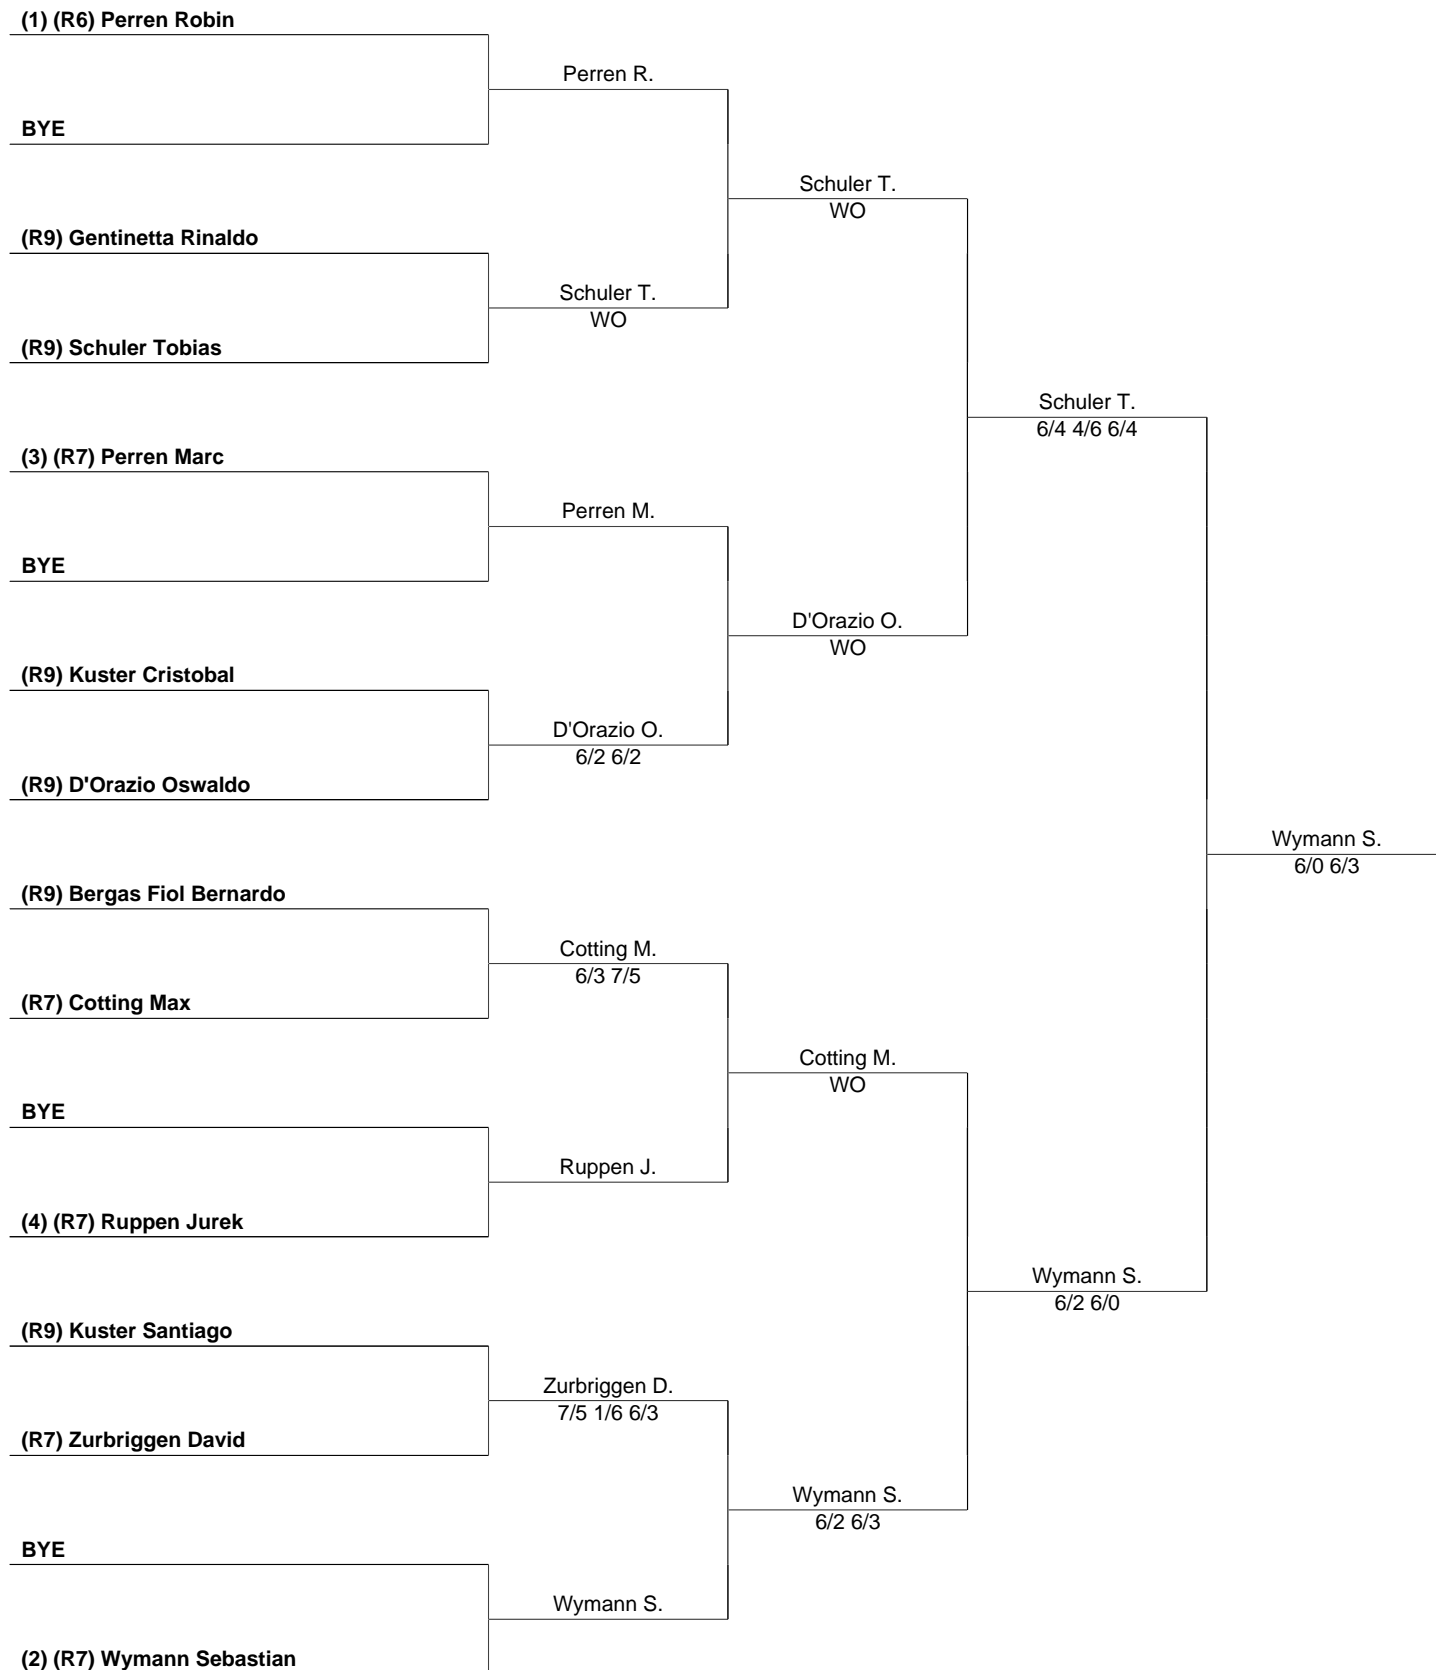 (1) (R6) Perren Robin
Perren R.
BYE
Schuler T.
WO
(R9) Gentinetta Rinaldo
Schuler T.
WO
(R9) Schuler Tobias
Schuler T.
6/4 4/6 6/4
(3) (R7) Perren Marc
Perren M.
BYE
D'Orazio O.
WO
(R9) Kuster Cristobal
D'Orazio O.
6/2 6/2
(R9) D'Orazio Oswaldo
Wymann S.
6/0 6/3
(R9) Bergas Fiol Bernardo
Cotting M.
6/3 7/5
(R7) Cotting Max
Cotting M.
WO
BYE
Ruppen J.
(4) (R7) Ruppen Jurek
Wymann S.
6/2 6/0
(R9) Kuster Santiago
Zurbriggen D.
7/5 1/6 6/3
(R7) Zurbriggen David
Wymann S.
6/2 6/3
BYE
Wymann S.
(2) (R7) Wymann Sebastian